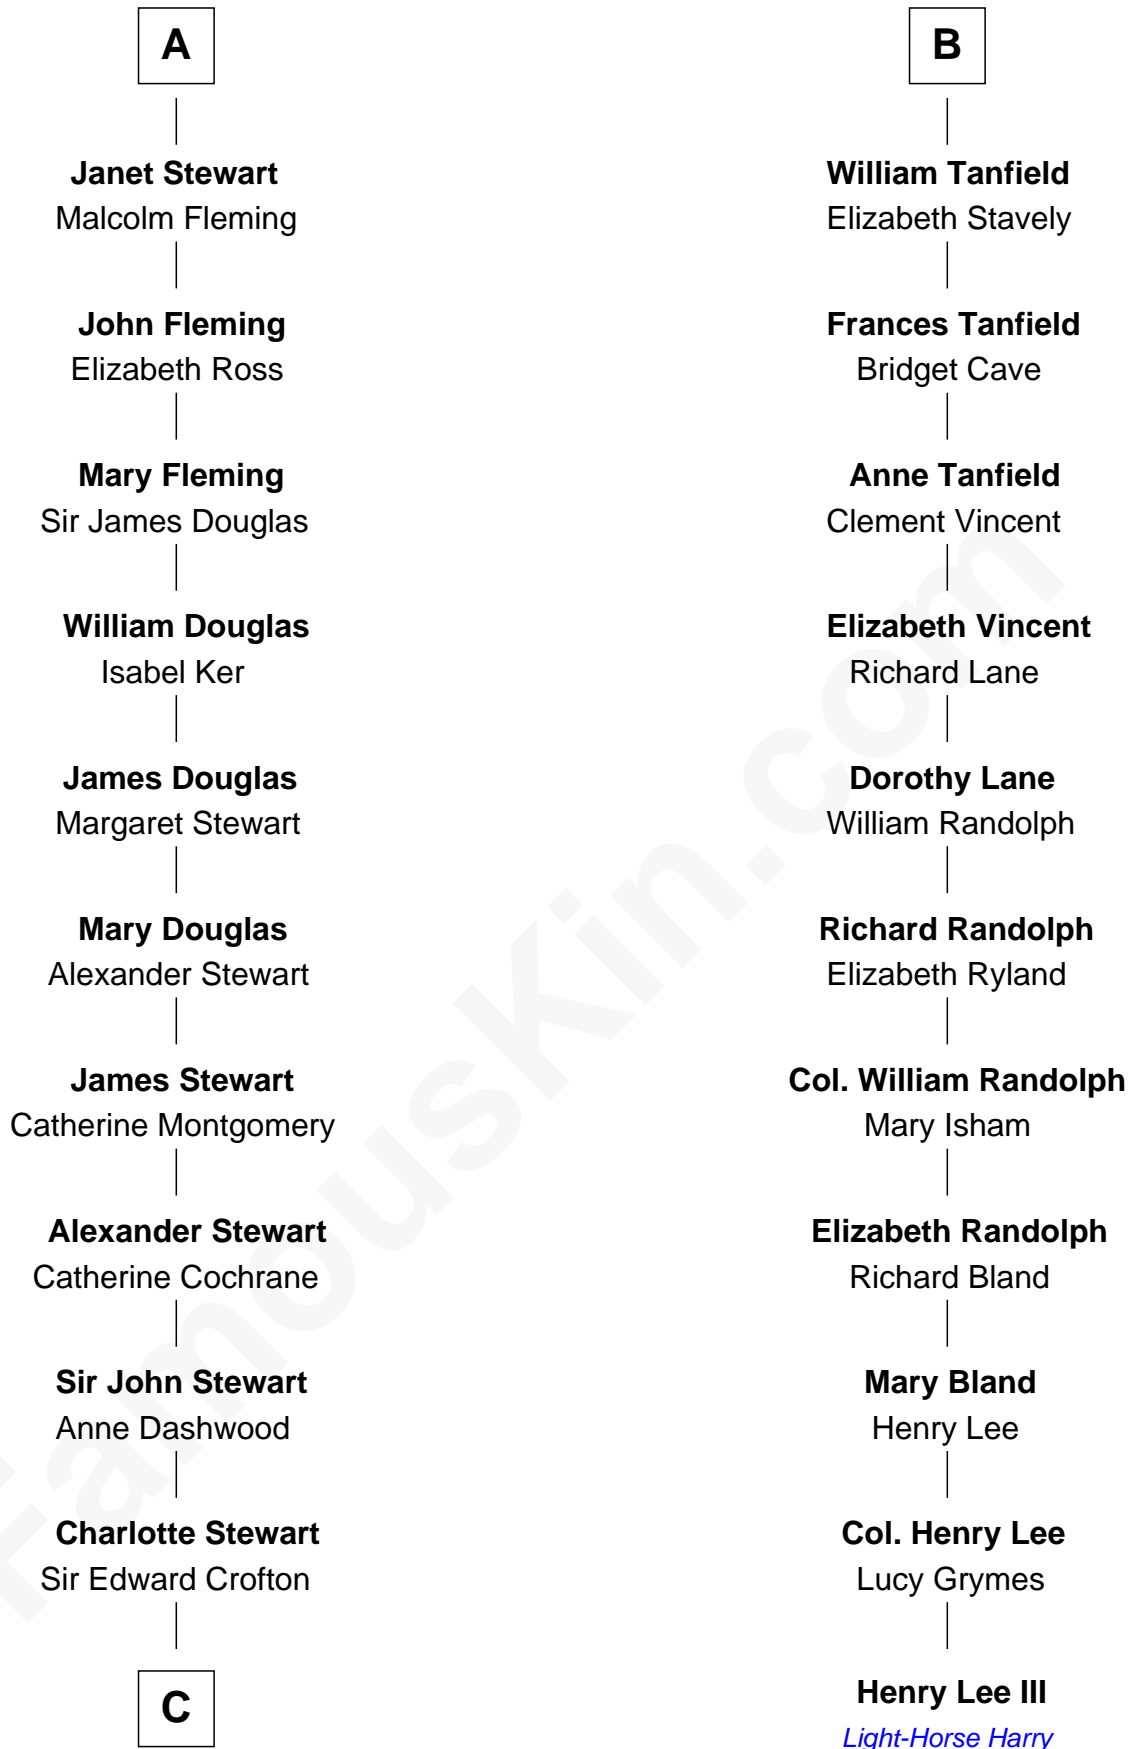 A
Janet Stewart
Malcolm Fleming
John Fleming
Elizabeth Ross
Mary Fleming
Sir James Douglas
William Douglas
Isabel Ker
James Douglas
Margaret Stewart
Mary Douglas
Alexander Stewart
James Stewart
Catherine Montgomery
Alexander Stewart
Catherine Cochrane
Sir John Stewart
Anne Dashwood
Charlotte Stewart
Sir Edward Crofton
C
B
William Tanfield
Elizabeth Stavely
Frances Tanfield
Bridget Cave
Anne Tanfield
Clement Vincent
Elizabeth Vincent
Richard Lane
Dorothy Lane
William Randolph
Richard Randolph
Elizabeth Ryland
Col. William Randolph
Mary Isham
Elizabeth Randolph
Richard Bland
Mary Bland
Henry Lee
Col. Henry Lee
Lucy Grymes
Henry Lee III
Light-Horse Harry
FamousKin.com